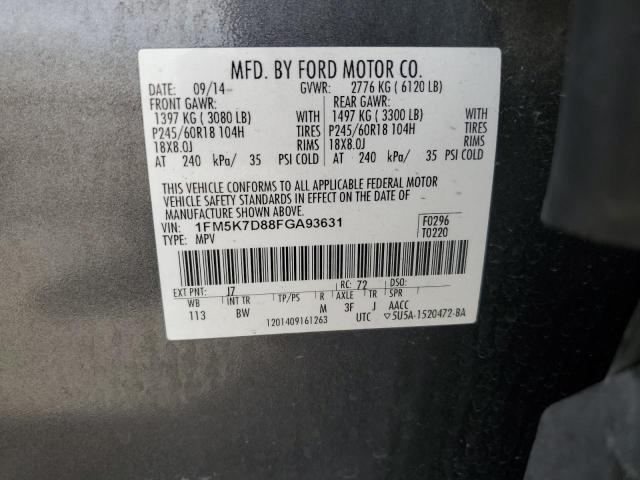 MFD. BY FORD MOTOR CO.
DATE: 09/14 GVWR: 2776 KG ( 6120 LB)
FRONT GAWR: REAR GAWR:
1397 KG ( 3080 LB) WITH 1497 KG ( 3300 LB) WITH
P245/60R18 104H TIRES P245/60R18 104H TIRES
18X8.0J RIMS 18X8.0J RIMS
AT 240 kPa/ 35 PSI COLD AT 240 kPa/ 35 PSI COLD
THIS VEHICLE CONFORMS TO ALL APPLICABLE FEDERAL MOTOR
VEHICLE SAFETY STANDARDS IN EFFECT ON THE DATE OF
MANUFACTURE SHOWN ABOVE.
VIN: 1FM5K7D88FGA93631 F0296
TYPE: MPV T0220
EXT PNT: J7 RC: 72 DSO:
WB INT TR TP/PS R AXLE TR SPR
113 BW M 3F J AACC
1201409161263 UTC ▽5U5A-1520472-BA